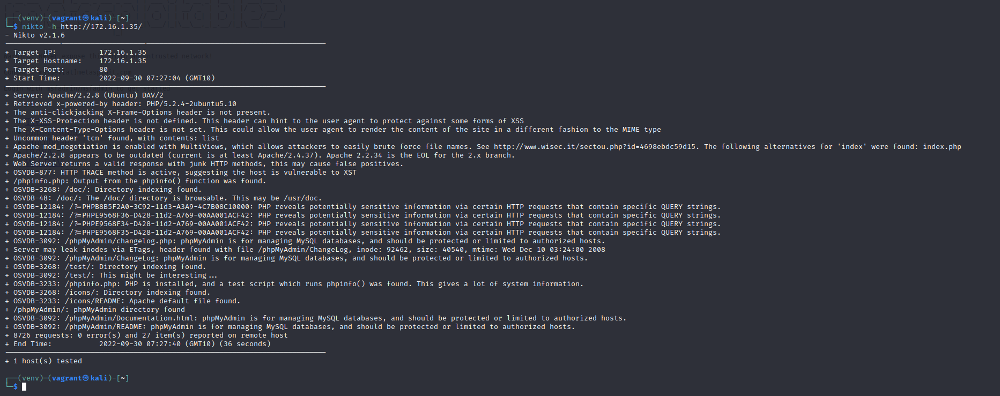 ┌──(venv)─(vagrant㉿kali)-[~]
└─$ nikto -h http://172.16.1.35/
- Nikto v2.1.6
---------------------------------------------------------------------------
+ Target IP:          172.16.1.35
+ Target Hostname:    172.16.1.35
+ Target Port:        80
+ Start Time:         2022-09-30 07:27:04 (GMT10)
---------------------------------------------------------------------------
+ Server: Apache/2.2.8 (Ubuntu) DAV/2
+ Retrieved x-powered-by header: PHP/5.2.4-2ubuntu5.10
+ The anti-clickjacking X-Frame-Options header is not present.
+ The X-XSS-Protection header is not defined. This header can hint to the user agent to protect against some forms of XSS
+ The X-Content-Type-Options header is not set. This could allow the user agent to render the content of the site in a different fashion to the MIME type
+ Uncommon header 'tcn' found, with contents: list
+ Apache mod_negotiation is enabled with MultiViews, which allows attackers to easily brute force file names. See http://www.wisec.it/sectou.php?id=4698ebdc59d15. The following alternatives for 'index' were found: index.php
+ Apache/2.2.8 appears to be outdated (current is at least Apache/2.4.37). Apache 2.2.34 is the EOL for the 2.x branch.
+ Web Server returns a valid response with junk HTTP methods, this may cause false positives.
+ OSVDB-877: HTTP TRACE method is active, suggesting the host is vulnerable to XST
+ /phpinfo.php: Output from the phpinfo() function was found.
+ OSVDB-3268: /doc/: Directory indexing found.
+ OSVDB-48: /doc/: The /doc/ directory is browsable. This may be /usr/doc.
+ OSVDB-12184: /?=PHPB8B5F2A0-3C92-11d3-A3A9-4C7B08C10000: PHP reveals potentially sensitive information via certain HTTP requests that contain specific QUERY strings.
+ OSVDB-12184: /?=PHPE9568F36-D428-11d2-A769-00AA001ACF42: PHP reveals potentially sensitive information via certain HTTP requests that contain specific QUERY strings.
+ OSVDB-12184: /?=PHPE9568F34-D428-11d2-A769-00AA001ACF42: PHP reveals potentially sensitive information via certain HTTP requests that contain specific QUERY strings.
+ OSVDB-12184: /?=PHPE9568F35-D428-11d2-A769-00AA001ACF42: PHP reveals potentially sensitive information via certain HTTP requests that contain specific QUERY strings.
+ OSVDB-3092: /phpMyAdmin/changelog.php: phpMyAdmin is for managing MySQL databases, and should be protected or limited to authorized hosts.
+ Server may leak inodes via ETags, header found with file /phpMyAdmin/ChangeLog, inode: 92462, size: 40540, mtime: Wed Dec 10 03:24:00 2008
+ OSVDB-3092: /phpMyAdmin/ChangeLog: phpMyAdmin is for managing MySQL databases, and should be protected or limited to authorized hosts.
+ OSVDB-3268: /test/: Directory indexing found.
+ OSVDB-3092: /test/: This might be interesting...
+ OSVDB-3233: /phpinfo.php: PHP is installed, and a test script which runs phpinfo() was found. This gives a lot of system information.
+ OSVDB-3268: /icons/: Directory indexing found.
+ OSVDB-3233: /icons/README: Apache default file found.
+ /phpMyAdmin/: phpMyAdmin directory found
+ OSVDB-3092: /phpMyAdmin/Documentation.html: phpMyAdmin is for managing MySQL databases, and should be protected or limited to authorized hosts.
+ OSVDB-3092: /phpMyAdmin/README: phpMyAdmin is for managing MySQL databases, and should be protected or limited to authorized hosts.
+ 8726 requests: 0 error(s) and 27 item(s) reported on remote host
+ End Time:           2022-09-30 07:27:40 (GMT10) (36 seconds)
---------------------------------------------------------------------------
+ 1 host(s) tested
┌──(venv)─(vagrant㉿kali)-[~]
└─$